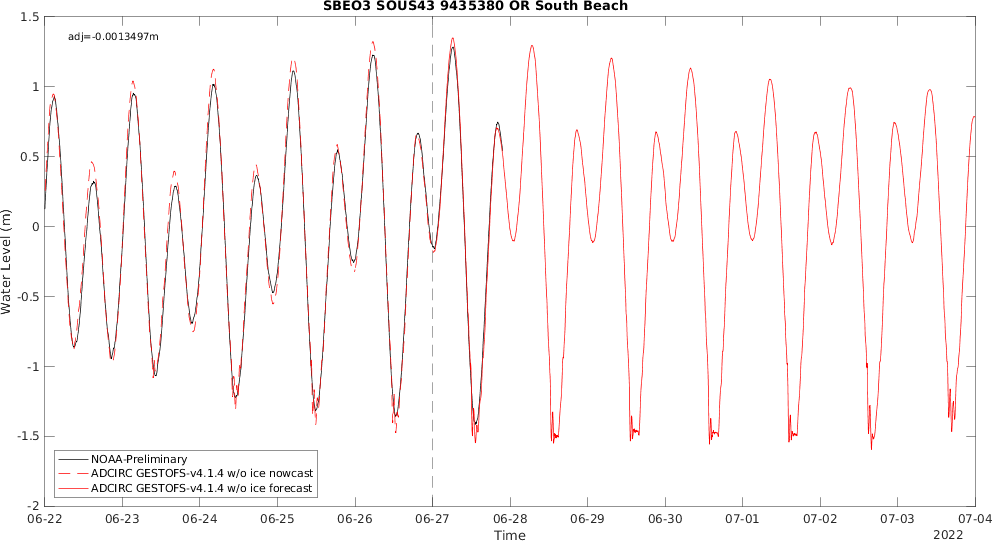 SBEO3 SOUS43 9435380 OR South Beach
adj=-0.0013497m
1.5
1
0.5
0
-0.5
-1
-1.5
-2
Water Level (m)
NOAA-Preliminary
ADCIRC GESTOFS-v4.1.4 w/o ice nowcast
ADCIRC GESTOFS-v4.1.4 w/o ice forecast
06-22 06-23 06-24 06-25 06-26 06-27 06-28 06-29 06-30 07-01 07-02 07-03 07-04
Time
2022